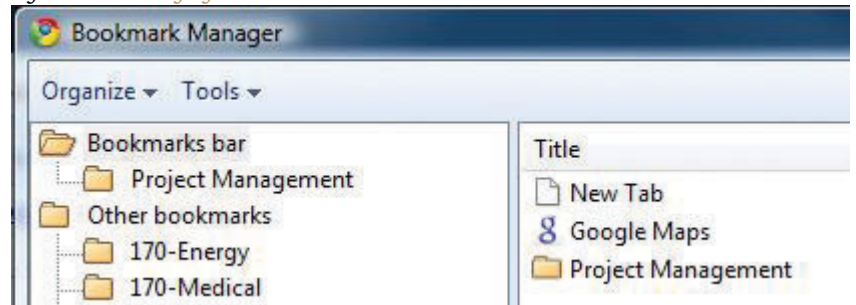 Bookmark Manager
Organize Tools
Bookmarks bar
Project Management
Other bookmarks
170-Energy
170-Medical
Title
New Tab
Google Maps
Project Management